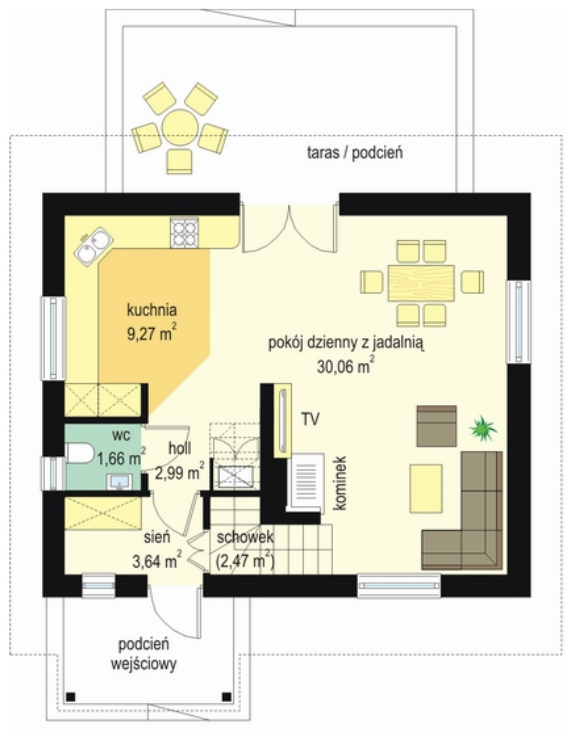 taras / podcień
kuchnia
9,27 m²
pokój dzienny z jadalnią
30,06 m²
TV
wc
1,66 m²
holl
2,99 m²
kominek
sień
3,64 m²
schowek
(2,47 m²)
podcień
wejściowy